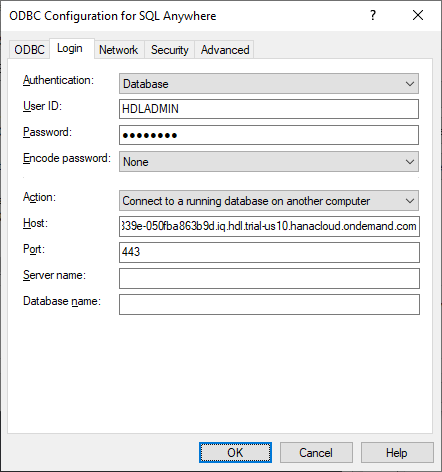 ODBC Configuration for SQL Anywhere ? ×
ODBC Login Network Security Advanced
Authentication: Database
User ID: HDLADMIN
Password: ●●●●●●●●
Encode password: None
Action: Connect to a running database on another computer
Host: 339e-050fba863b9d.iq.hdl.trial-us10.hanacloud.ondemand.com
Port: 443
Server name:
Database name:
OK Cancel Help